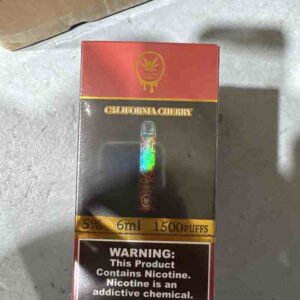 CALIFORNIA CHERRY
5% 6ml 1500PUFFS
WARNING:
This Product
Contains Nicotine.
Nicotine is an
addictive chemical.